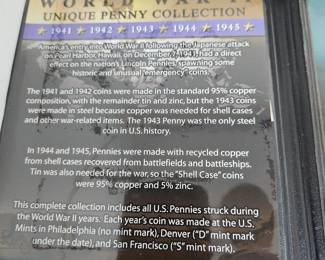 WORLD WAR
UNIQUE PENNY COLLECTION
★ 1941 ★ 1942 ★ 1943 ★ 1944 ★ 1945 ★
America's entry into World War II following the Japanese attack
on Pearl Harbor, Hawaii, on December 7, 1941, had a direct
effect on the nation's Lincoln Pennies, spawning some
historic and unusual "emergency" coins.
The 1941 and 1942 coins were made in the standard 95% copper
composition, with the remainder tin and zinc, but the 1943 coins
were made in steel because copper was needed for shell cases
and other war-related items. The 1943 Penny was the only steel
coin in U.S. history.
In 1944 and 1945, Pennies were made with recycled copper
from shell cases recovered from battlefields and battleships.
Tin was also needed for the war, so the "Shell Case" coins
were 95% copper and 5% zinc.
This complete collection includes all U.S. Pennies struck during
the World War II years. Each year's coin was made at the U.S.
Mints in Philadelphia (no mint mark), Denver ("D" mint mark
under the date), and San Francisco ("S" mint mark).